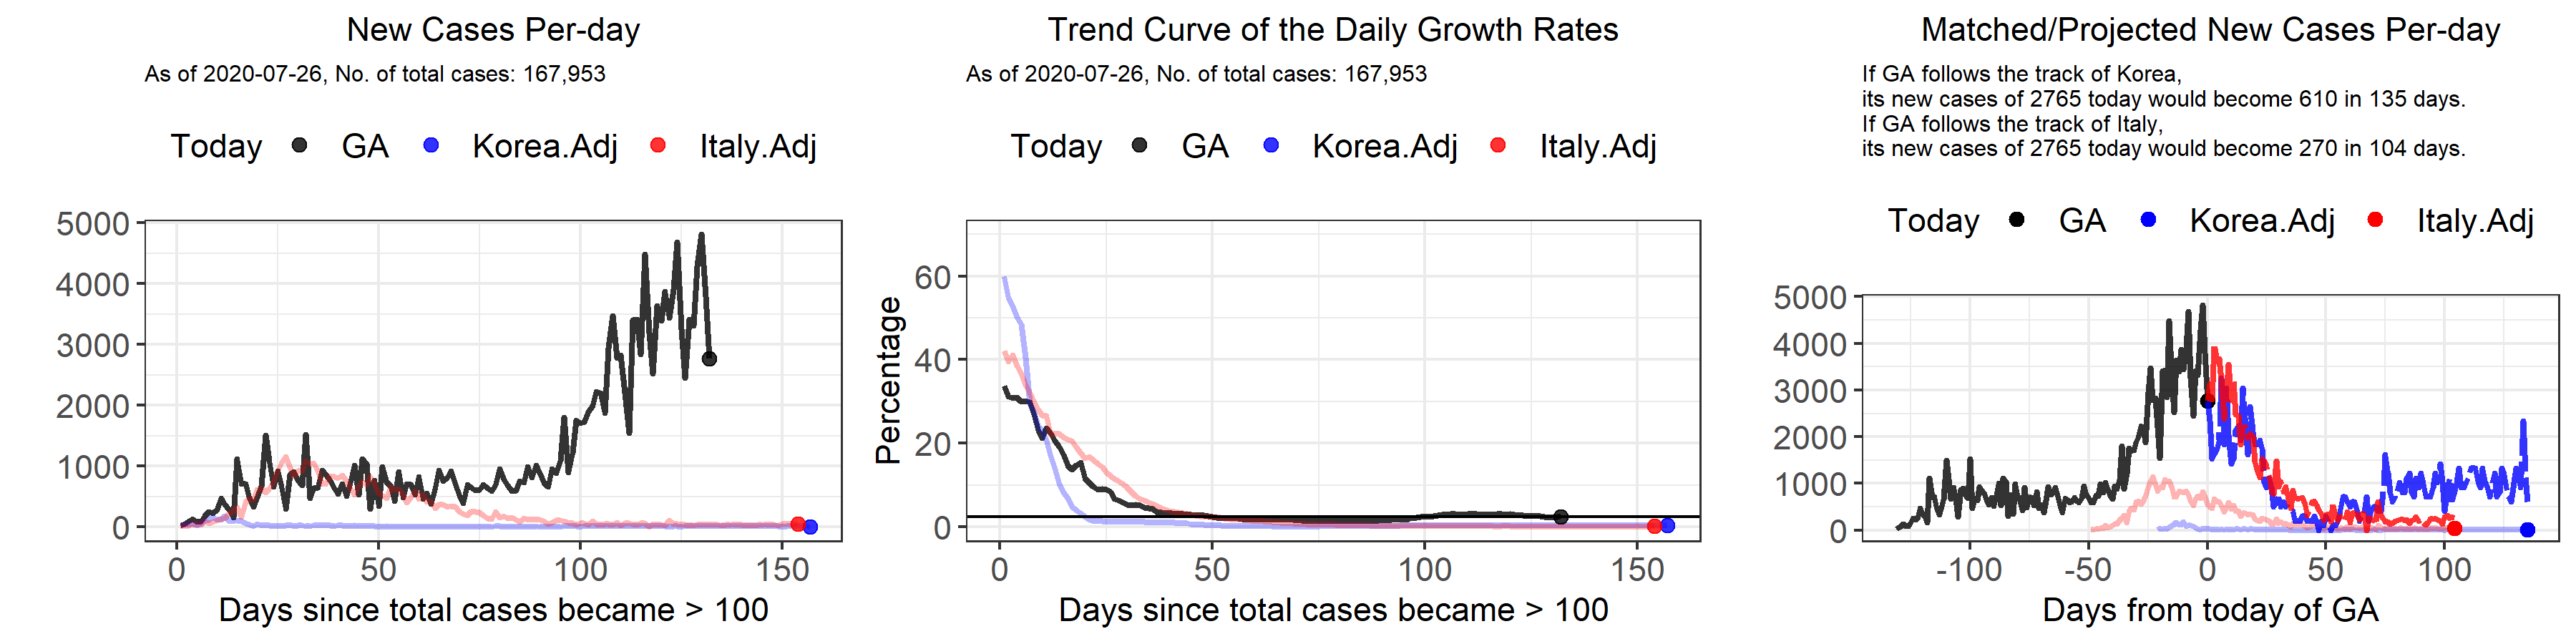 New Cases Per-day
As of 2020-07-26, No. of total cases: 167,953
Today GA Korea.Adj Italy.Adj
5000
4000
3000
2000
1000
0
0 50 100 150
Days since total cases became > 100
Trend Curve of the Daily Growth Rates
As of 2020-07-26, No. of total cases: 167,953
Today GA Korea.Adj Italy.Adj
Percentage
60
40
20
0
0 50 100 150
Days since total cases became > 100
Matched/Projected New Cases Per-day
If GA follows the track of Korea,
its new cases of 2765 today would become 610 in 135 days.
If GA follows the track of Italy,
its new cases of 2765 today would become 270 in 104 days.
Today GA Korea.Adj Italy.Adj
5000
4000
3000
2000
1000
0
-100 -50 0 50 100
Days from today of GA